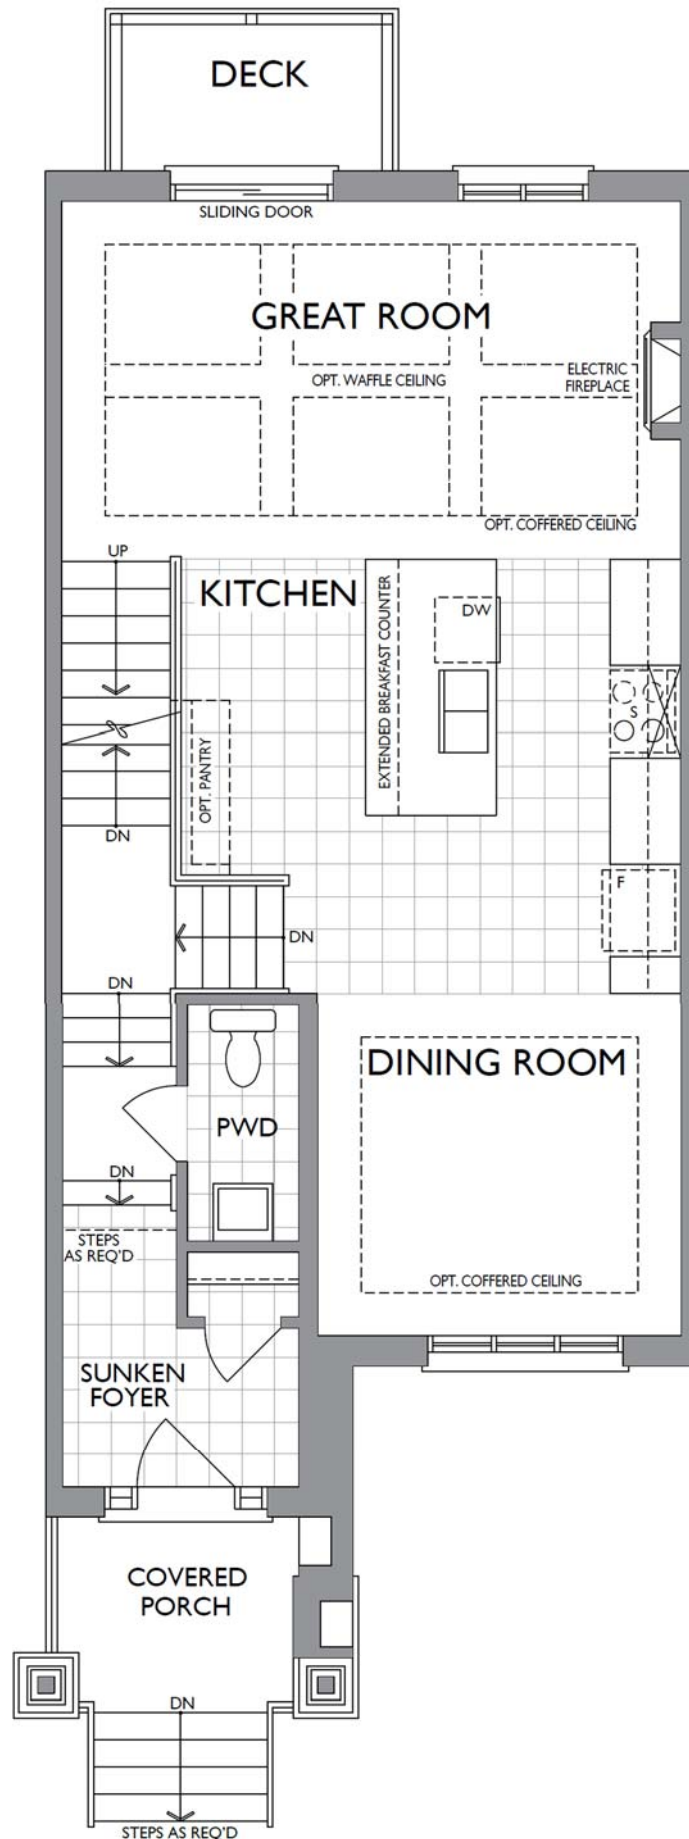 DECK
SLIDING DOOR
GREAT ROOM
OPT. WAFFLE CEILING
ELECTRIC
FIREPLACE
OPT. COFFERED CEILING
UP
KITCHEN
EXTENDED BREAKFAST COUNTER
DW
S
OPT. PANTRY
DN
F
DN
DN
DINING ROOM
PWD
DN
STEPS
AS REQ'D
OPT. COFFERED CEILING
SUNKEN
FOYER
COVERED
PORCH
DN
STEPS AS REQ'D